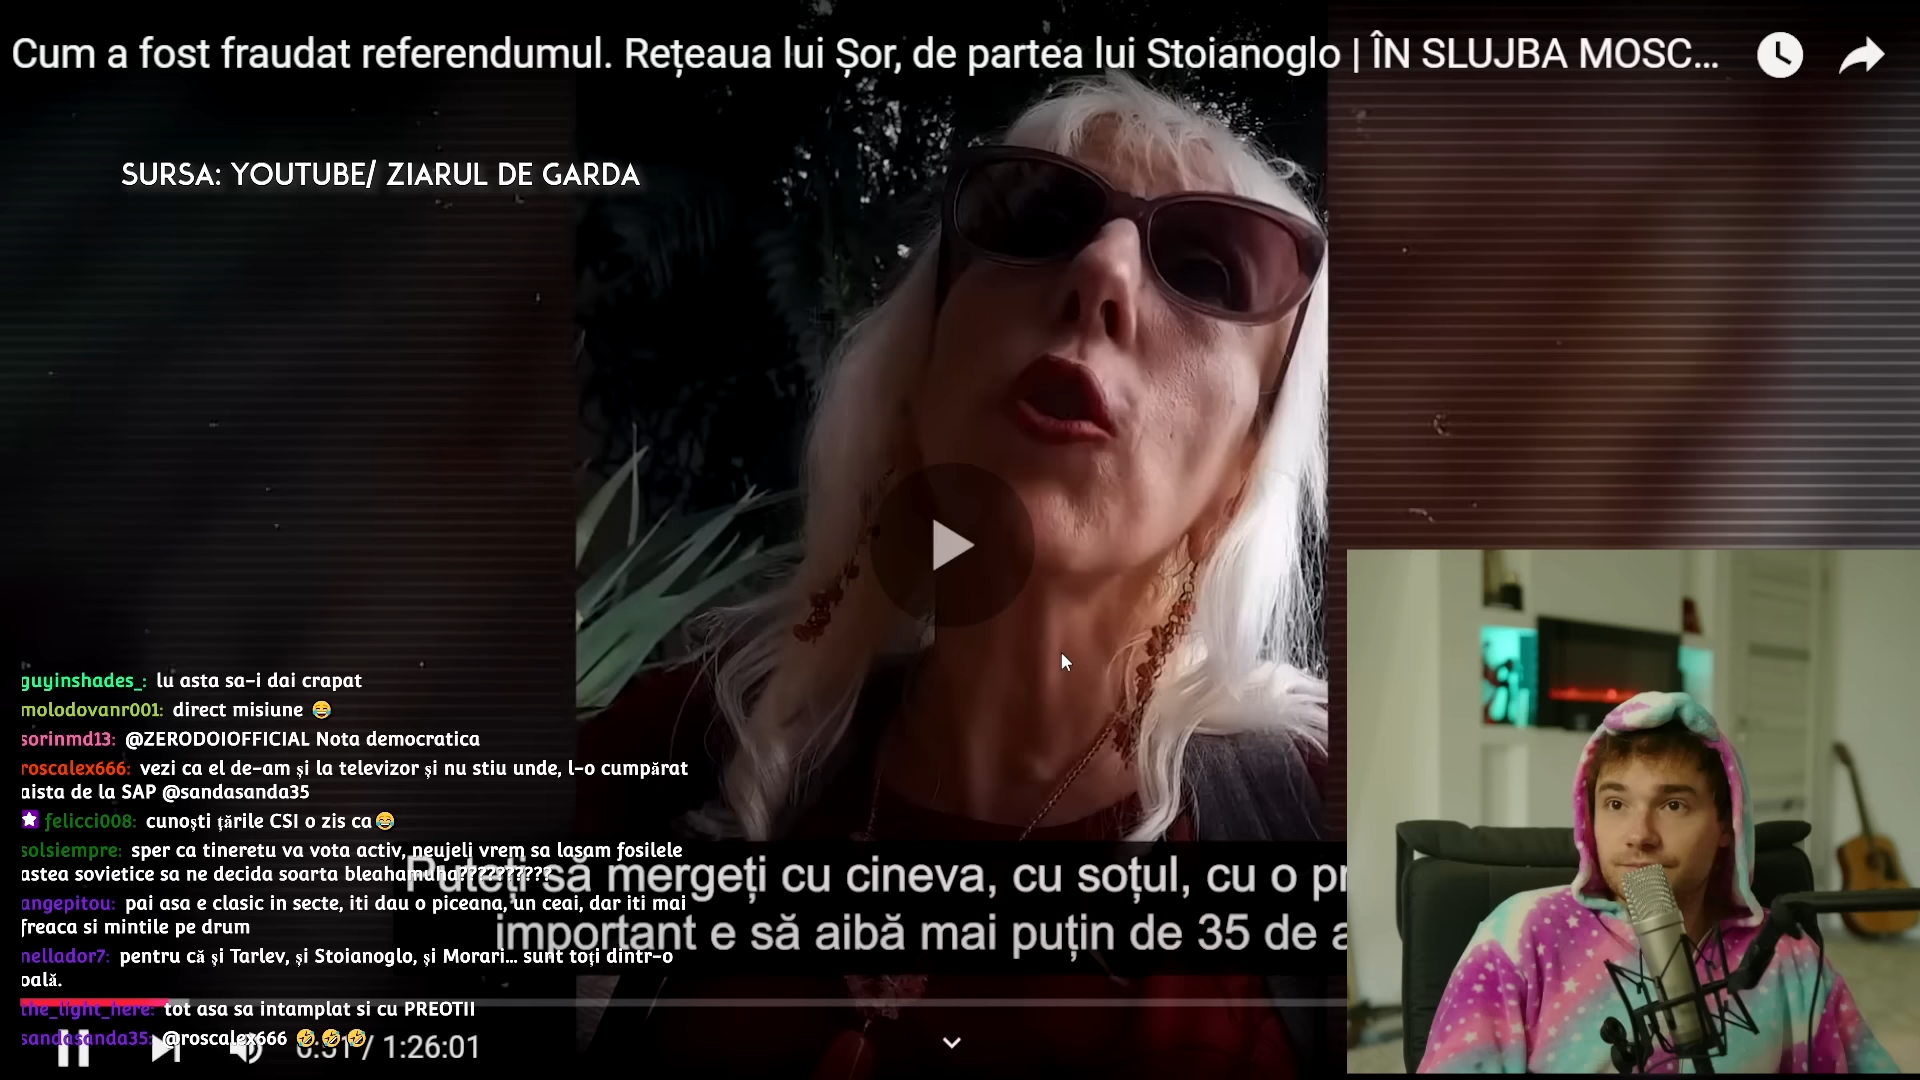 Cum a fost fraudat referendumul. Rețeaua lui Șor, de partea lui Stoianoglo | ÎN SLUJBA MOSC...
SURSA: YOUTUBE/ ZIARUL DE GARDA
guyinshades_: lu asta sa-i dai crapat
molodovanr001: direct misiune 😂
sorinmd13: @ZERODOIOFFICIAL Nota democratica
roscalex666: vezi ca el de-am și la televizor și nu stiu unde, l-o cumpărat
aista de la SAP @sandasanda35
felicci008: cunoști țările CSI o zis ca😂
solsiempre: sper ca tineretu va vota activ, neujeli vrem sa lasam fosilele
astea sovietice sa ne decida soarta bleahamuha??????????
angepitou: pai asa e clasic in secte, iti dau o piceana, un ceai, dar iti mai
freaca si mintile pe drum
nellador7: pentru că și Tarlev, și Stoianoglo, și Morari... sunt toți dintr-o
oală.
the_light_here: tot asa sa intamplat si cu PREOTII
sandasanda35: @roscalex666 🤣🤣🤣
Puteți să mergeți cu cineva, cu soțul, cu o pr
important e să aibă mai puțin de 35 de a
/ 1:26:01